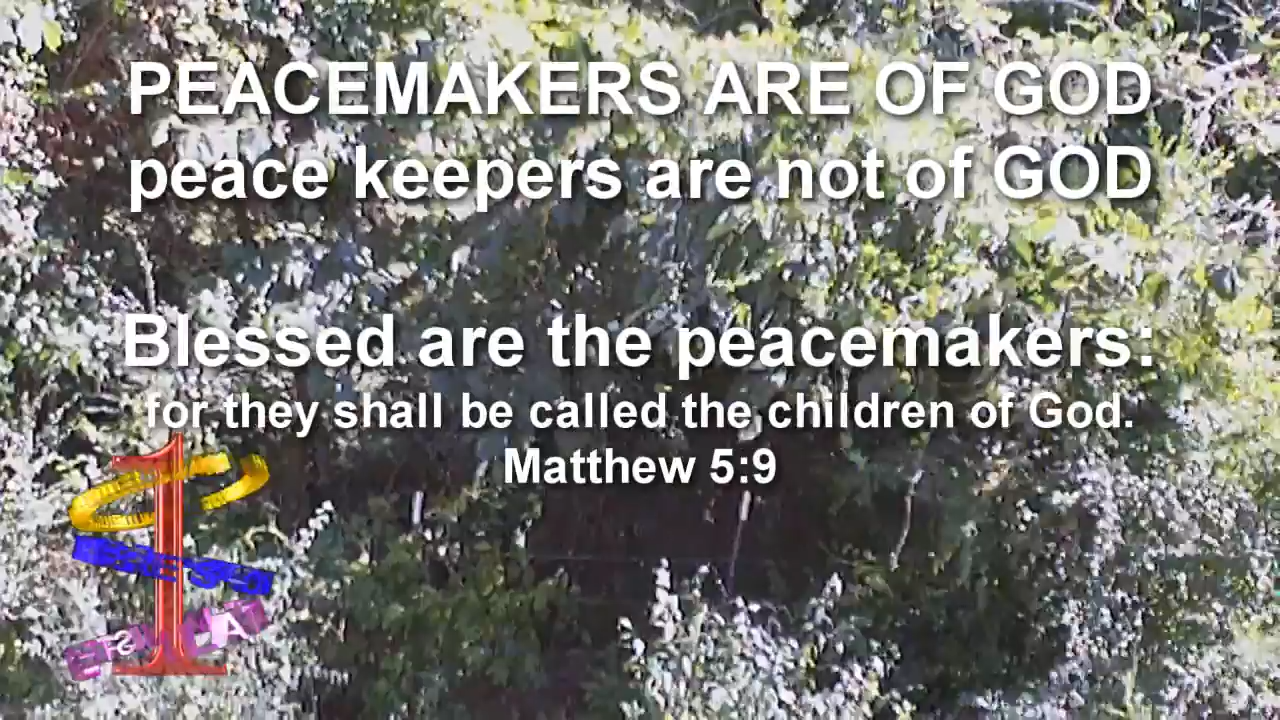 PEACEMAKERS ARE OF GOD
peace keepers are not of GOD
Blessed are the peacemakers:
for they shall be called the children of God.
Matthew 5:9
1